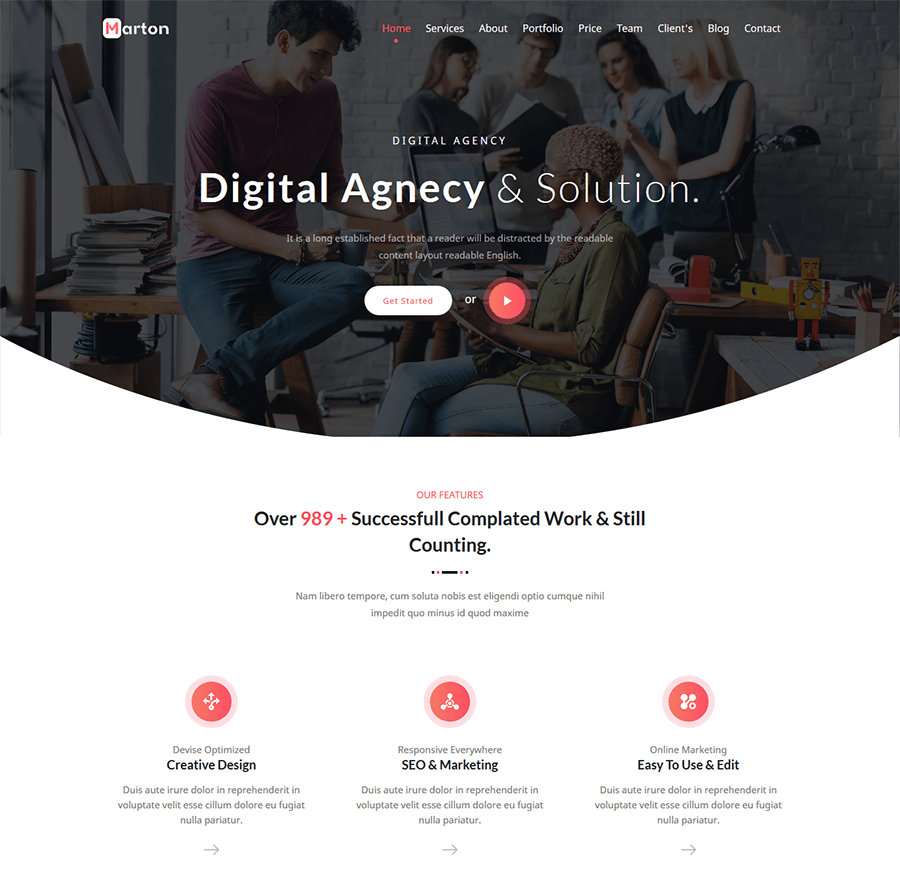 Marton
Home Services About Portfolio Price Team Client's Blog Contact
DIGITAL AGENCY
Digital Agnecy & Solution.
It is a long established fact that a reader will be distracted by the readable
content layout readable English.
Get Started or
OUR FEATURES
Over 989 + Successfull Complated Work & Still
Counting.
Nam libero tempore, cum soluta nobis est eligendi optio cumque nihil
impedit quo minus id quod maxime
Devise Optimized
Creative Design
Duis aute irure dolor in reprehenderit in
voluptate velit esse cillum dolore eu fugiat
nulla pariatur.
Responsive Everywhere
SEO & Marketing
Duis aute irure dolor in reprehenderit in
voluptate velit esse cillum dolore eu fugiat
nulla pariatur.
Online Marketing
Easy To Use & Edit
Duis aute irure dolor in reprehenderit in
voluptate velit esse cillum dolore eu fugiat
nulla pariatur.